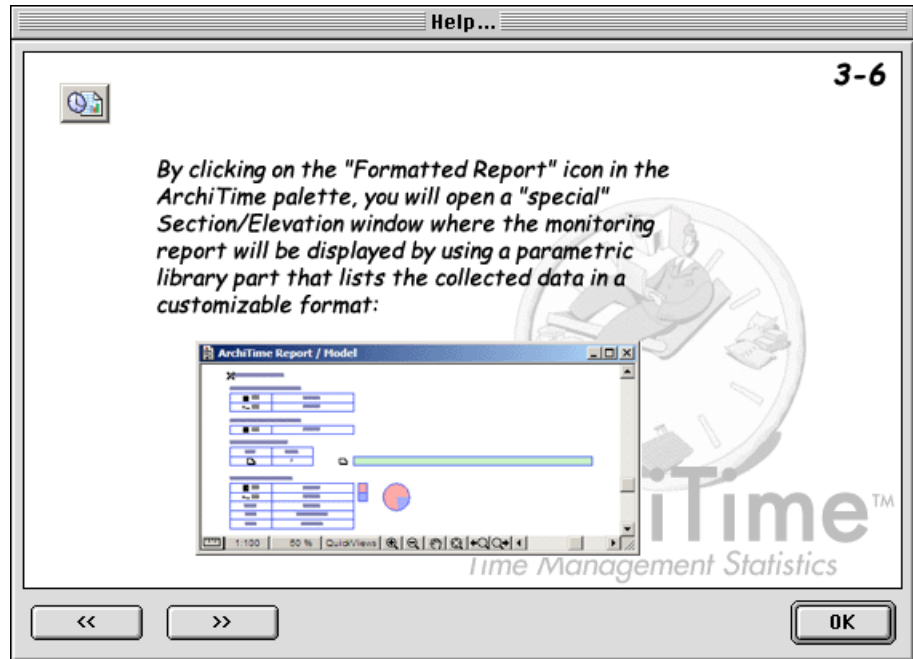 Help...
3-6
By clicking on the "Formatted Report" icon in the
ArchiTime palette, you will open a "special"
Section/Elevation window where the monitoring
report will be displayed by using a parametric
library part that lists the collected data in a
customizable format:
ArchiTime Report / Model
1:100 50 % QuickViews
iTime TM
Time Management Statistics
<< >> OK